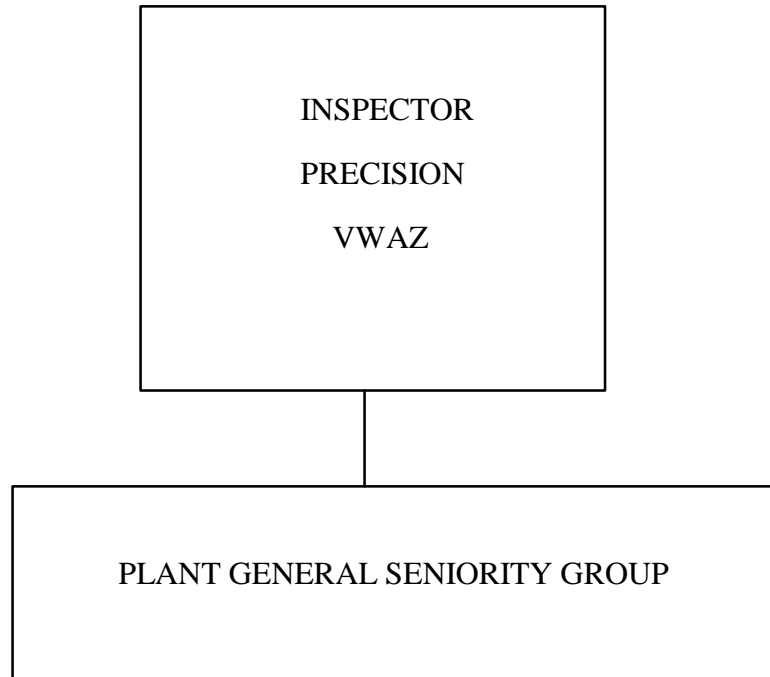 INSPECTOR
PRECISION
VWAZ
PLANT GENERAL SENIORITY GROUP